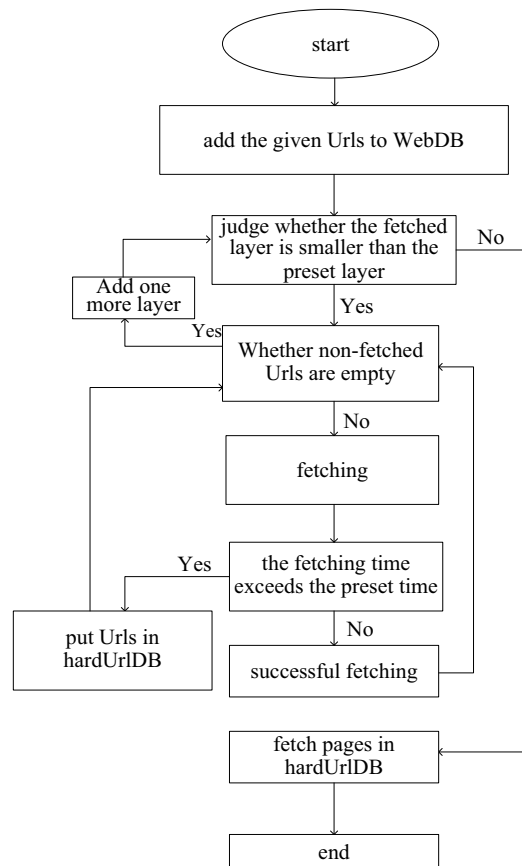 start
add the given Urls to WebDB
judge whether the fetched
layer is smaller than the
preset layer
No
Add one
more layer
Yes
Yes
Whether non-fetched
Urls are empty
No
fetching
Yes
the fetching time
exceeds the preset time
put Urls in
hardUrlDB
No
successful fetching
fetch pages in
hardUrlDB
end